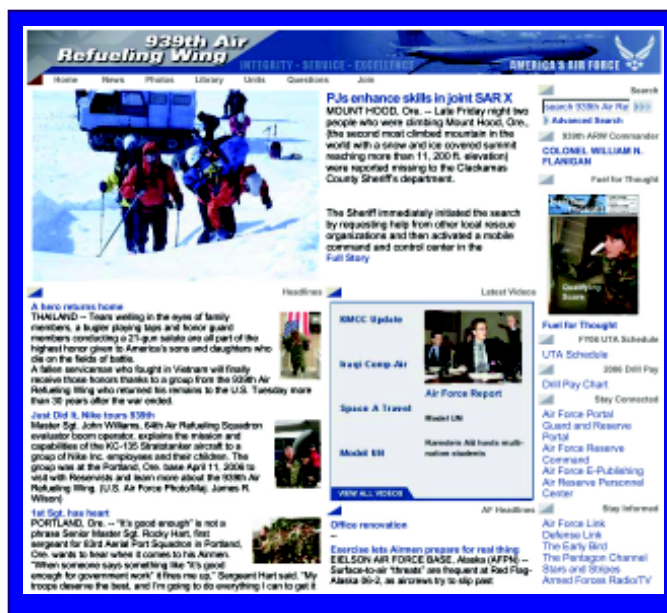 939th Air
Refueling Wing
INTEGRITY - SERVICE - EXCELLENCE
AMERICA'S AIR FORCE
Home News Photos Library Units Questions Join
PJs enhance skills in joint SAR X
MOUNT HOOD, Ore. -- Late Friday night two
people who were climbing Mount Hood, Ore.,
(the second most climbed mountain in the
world with a snow and ice covered summit
reaching more than 11, 200 ft. elevation)
were reported missing to the Clackamas
County Sheriff's department.
The Sheriff immediately initiated the search
by requesting help from other local rescue
organizations and then activated a mobile
command and control center in the
Full Story
Search
search 939th Air
Advanced Search
939th ARW Commander
COLONEL WILLIAM N.
FLANIGAN
Fuel for Thought
Qualifying
Score
Fuel for Thought
FY06 UTA Schedule
UTA Schedule
2006 Drill Pay
Drill Pay Chart
Stay Connected
Air Force Portal
Guard and Reserve
Portal
Air Force Reserve
Command
Air Force E-Publishing
Air Reserve Personnel
Center
Stay Informed
Air Force Link
Defense Link
The Early Bird
The Pentagon Channel
Stars and Stripes
Armed Forces Radio/TV
Headlines
A hero returns home
THAILAND -- Tears welling in the eyes of family
members, a bugler playing taps and honor guard
members conducting a 21-gun salute are all part of the
highest honor given to America's sons and daughters who
die on the fields of battle.
A fallen serviceman who fought in Vietnam will finally
receive those honors thanks to a group from the 939th Air
Refueling Wing who returned his remains to the U.S. Tuesday more
than 30 years after the war ended.
Just Did It, Nike tours 939th
Master Sgt. John Williams, 64th Air Refueling Squadron
evaluator boom operator, explains the mission and
capabilities of the KC-135 Stratotanker aircraft to a
group of Nike Inc. employees and their children. The
group was at the Portland, Ore. base April 11, 2006 to
visit with Reservists and learn more about the 939th Air
Refueling Wing. (U.S. Air Force Photo/Maj. James R.
Wilson)
1st Sgt. has heart
PORTLAND, Ore. -- "It's good enough" is not a
phrase Senior Master Sgt. Rocky Hart, first
sergeant for 83rd Aerial Port Squadron in Portland,
Ore. wants to hear when it comes to his Airmen.
"When someone says something like "it's good
enough for government work" it fires me up," Sergeant Hart said. "My
troops deserve the best, and I'm going to do everything I can to get it
Latest Videos
KMCC Update
Iraqi Comp-Air
Space A Travel
Model UN
Air Force Report
Model UN
Ramstein AB hosts multi-
nation students
VIEW ALL VIDEOS
AF Headlines
Office renovation
--
Exercise lets Airmen prepare for real thing
EIELSON AIR FORCE BASE, Alaska (AFPN) --
Surface-to-air "threats" are frequent at Red Flag-
Alaska 06-2, as aircrews try to slip past